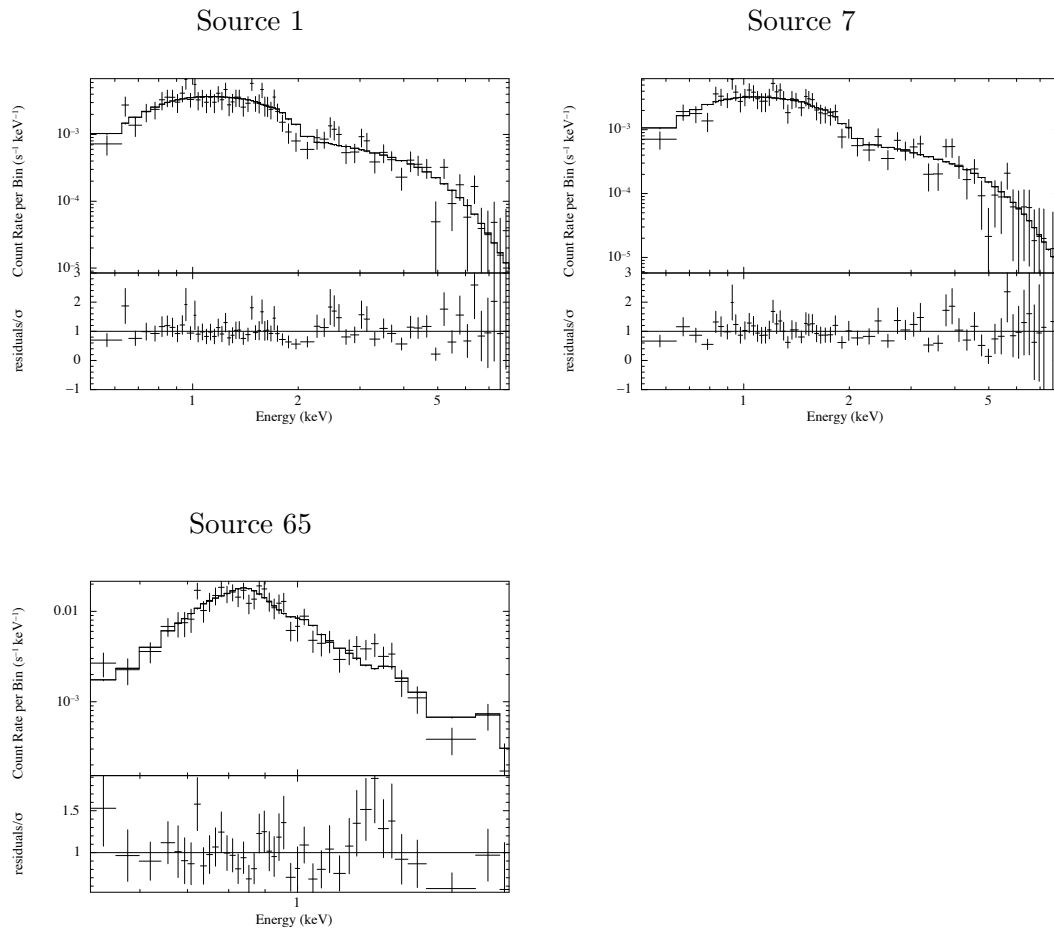 Source 1
Source 7
Count Rate per Bin (s⁻¹ keV⁻¹)
10⁻³
10⁻⁴
10⁻⁵
residuals/σ
2
1
0
−1
1
2
5
Energy (keV)
Count Rate per Bin (s⁻¹ keV⁻¹)
10⁻³
10⁻⁴
10⁻⁵
residuals/σ
3
2
1
0
−1
1
2
5
Energy (keV)
Source 65
Count Rate per Bin (s⁻¹ keV⁻¹)
0.01
10⁻³
residuals/σ
1.5
1
1
Energy (keV)